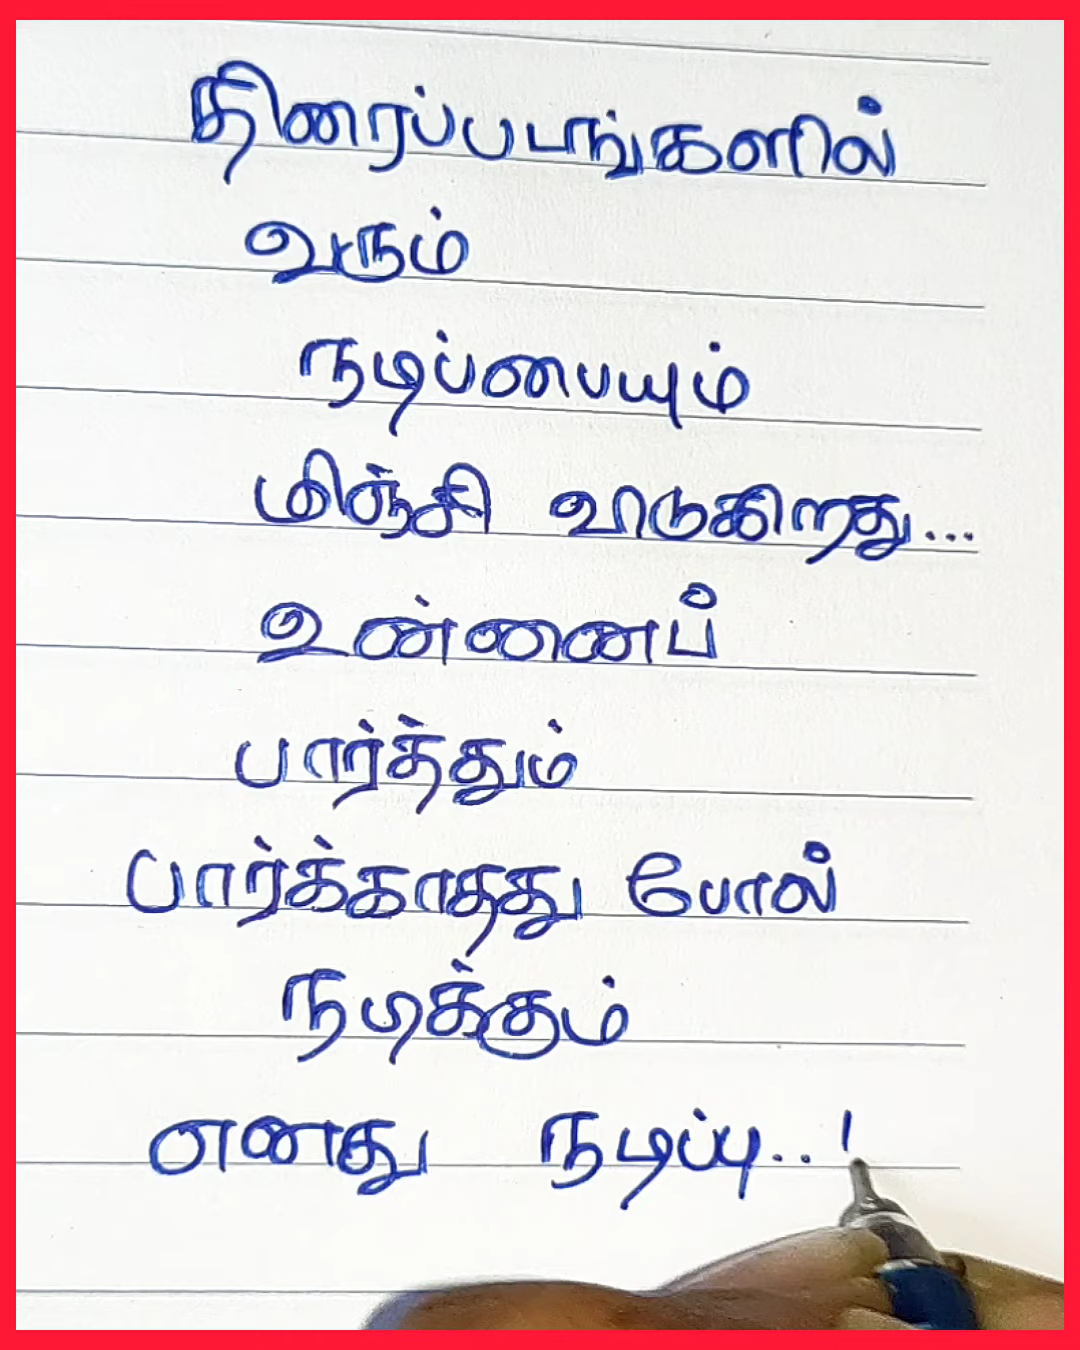 திரைப்படங்களில்
வரும்
நடிப்பையும்
மிஞ்சி விடுகிறது...
உன்னைப்
பார்த்தும்
பார்க்காதது போல்
நடிக்கும்
எனது நடிப்பு..!